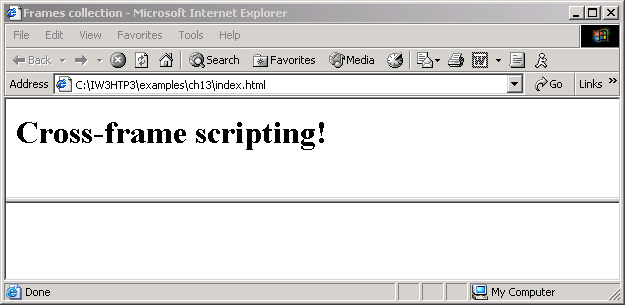 Frames collection - Microsoft Internet Explorer
File Edit View Favorites Tools Help
Back Search Favorites Media
Address C:\IW3HTP3\examples\ch13\index.html Go Links »
Cross-frame scripting!
Done My Computer